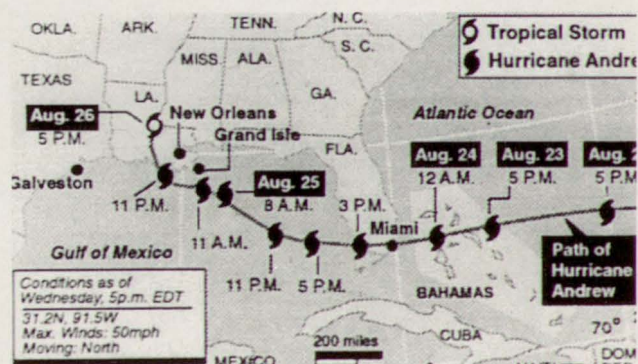 OKLA.
ARK.
TENN.
N. C.
S. C.
MISS.
ALA.
GA.
TEXAS
LA.
FLA.
Tropical Storm
Hurricane Andre
Atlantic Ocean
Aug. 26
5 P.M.
New Orleans
Grand Isle
Galveston
11 P.M.
11 A.M.
Aug. 25
8 A.M.
11 P.M.
5 P.M.
3 P.M.
Miami
Aug. 24
12 A.M.
Aug. 23
5 P.M.
Aug. 2
5 P.M.
Path of
Hurricane
Andrew
Gulf of Mexico
BAHAMAS
CUBA
70°
DOM
MEXICO
200 miles
Conditions as of
Wednesday, 5p.m. EDT
31.2N, 91.5W
Max. Winds: 50mph
Moving: North